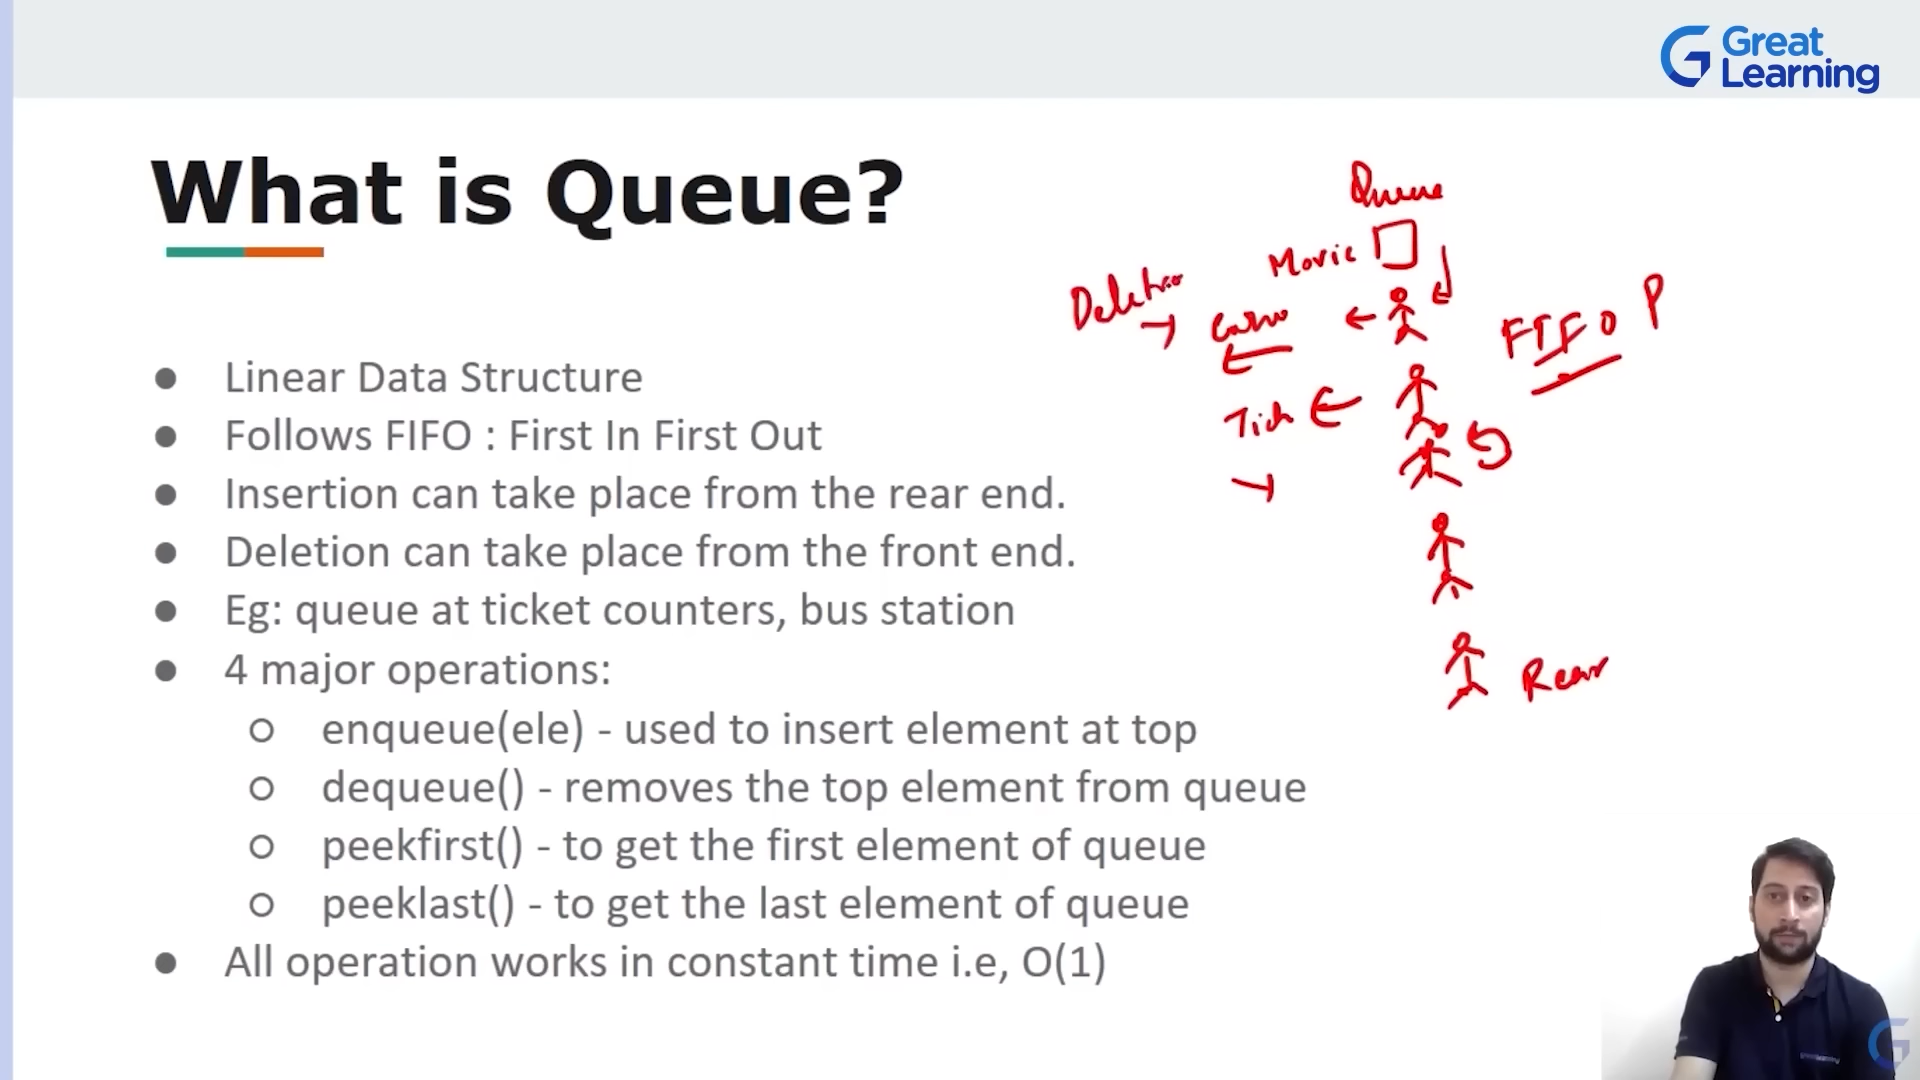 Great
Learning
What is Queue?
Queue
Movie
Deletion
FIFO P
Tick
Rear
● Linear Data Structure
● Follows FIFO : First In First Out
● Insertion can take place from the rear end.
● Deletion can take place from the front end.
● Eg: queue at ticket counters, bus station
● 4 major operations:
○ enqueue(ele) - used to insert element at top
○ dequeue() - removes the top element from queue
○ peekfirst() - to get the first element of queue
○ peeklast() - to get the last element of queue
● All operation works in constant time i.e, O(1)